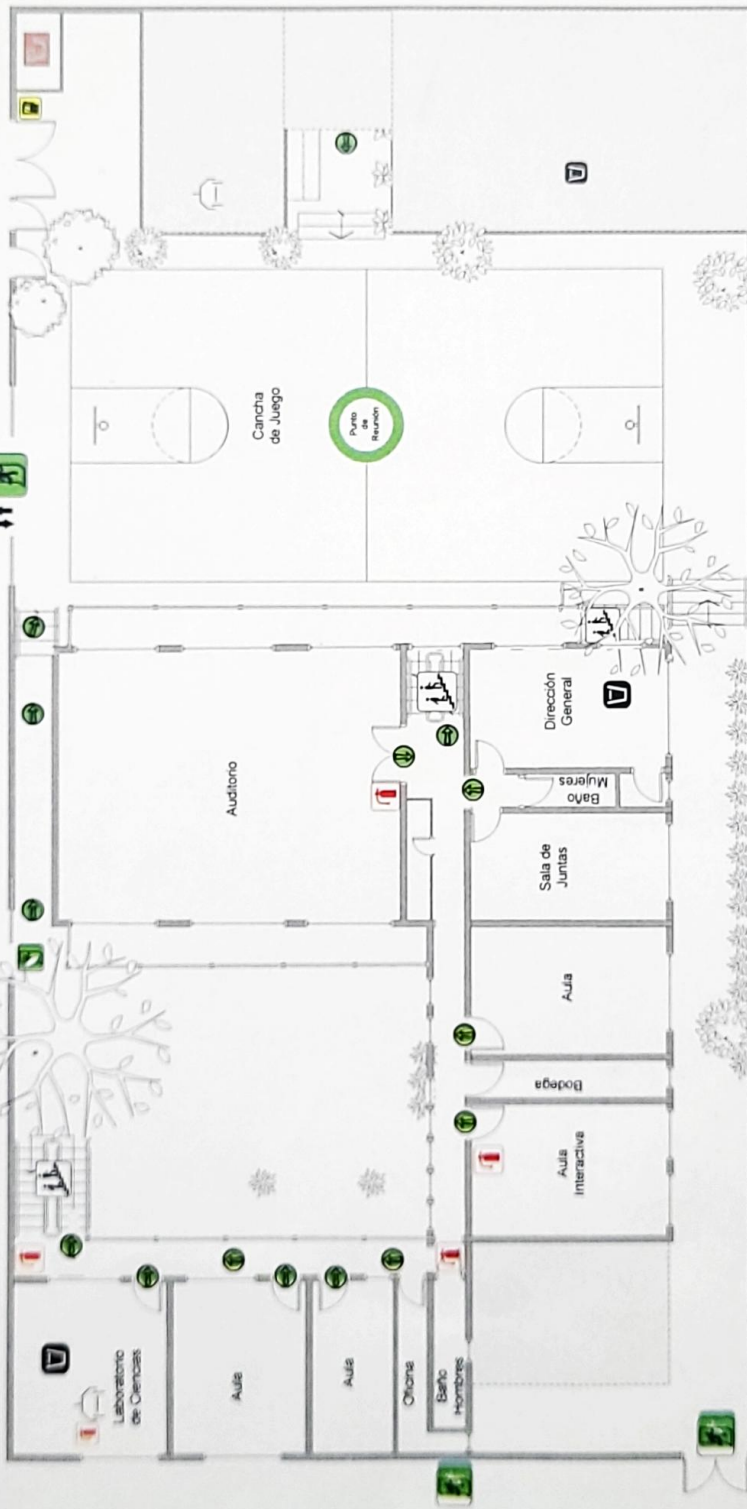 Cancha
de Juego
Punto
de
Reunión
Auditorio
Dirección
General
Baño
Mujeres
Sala de
Juntas
Aula
Bodega
Aula
Interactiva
Laboratorio
de Ciencias
Aula
Aula
Oficina
Baño
Hombres